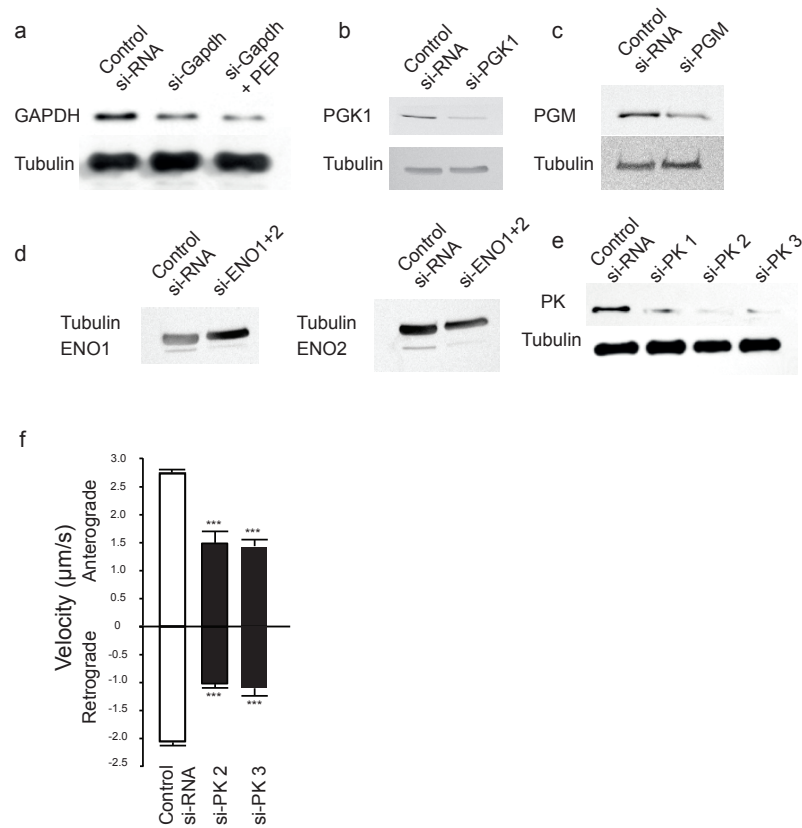 a
Control
si-RNA
si-Gapdh
si-Gapdh
+ PEP
GAPDH
Tubulin
b
Control
si-RNA
si-PGK1
PGK1
Tubulin
c
Control
si-RNA
si-PGM
PGM
Tubulin
d
Control
si-RNA
si-ENO1+2
Tubulin
ENO1
Control
si-RNA
si-ENO1+2
Tubulin
ENO2
e
Control
si-RNA
si-PK 1
si-PK 2
si-PK 3
PK
Tubulin
f
Velocity (µm/s)
Anterograde
Retrograde
3.0
2.5
2.0
1.5
1.0
0.5
0
-0.5
-1.0
-1.5
-2.0
-2.5
***
***
***
***
Control
si-RNA
si-PK 2
si-PK 3